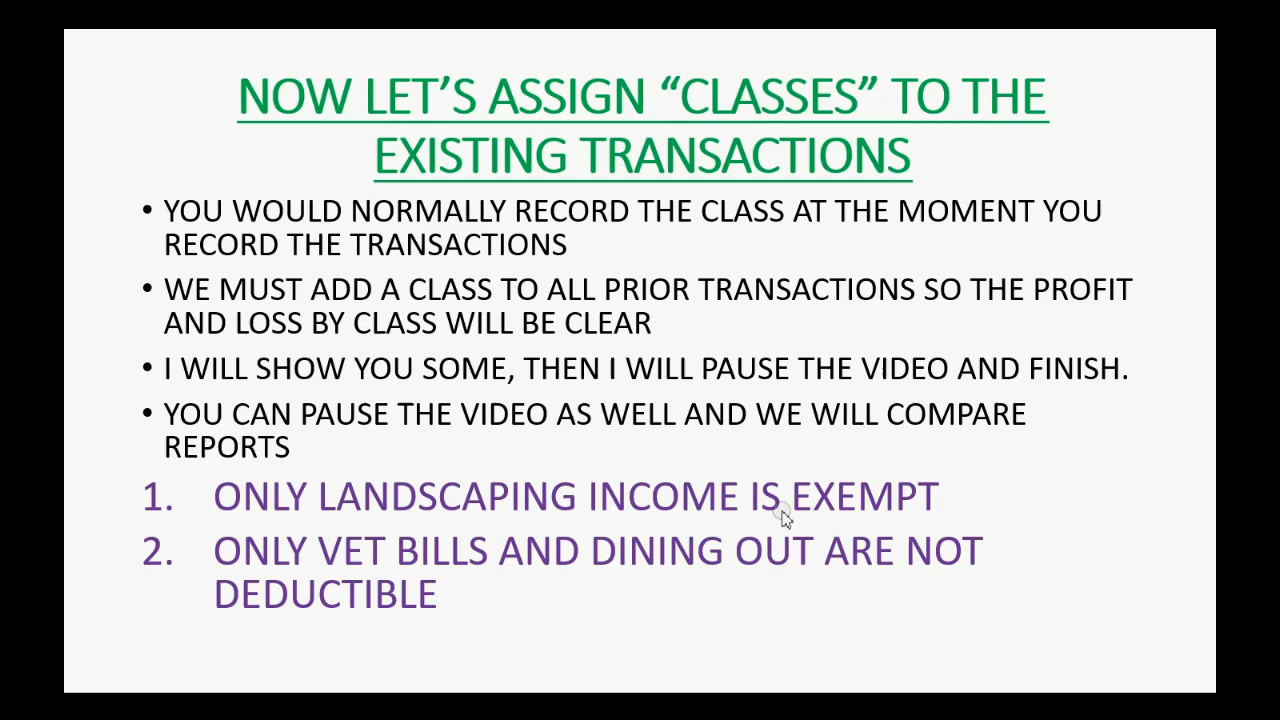 NOW LET’S ASSIGN “CLASSES” TO THE
EXISTING TRANSACTIONS
• YOU WOULD NORMALLY RECORD THE CLASS AT THE MOMENT YOU
RECORD THE TRANSACTIONS
• WE MUST ADD A CLASS TO ALL PRIOR TRANSACTIONS SO THE PROFIT
AND LOSS BY CLASS WILL BE CLEAR
• I WILL SHOW YOU SOME, THEN I WILL PAUSE THE VIDEO AND FINISH.
• YOU CAN PAUSE THE VIDEO AS WELL AND WE WILL COMPARE
REPORTS
1. ONLY LANDSCAPING INCOME IS EXEMPT
2. ONLY VET BILLS AND DINING OUT ARE NOT
DEDUCTIBLE